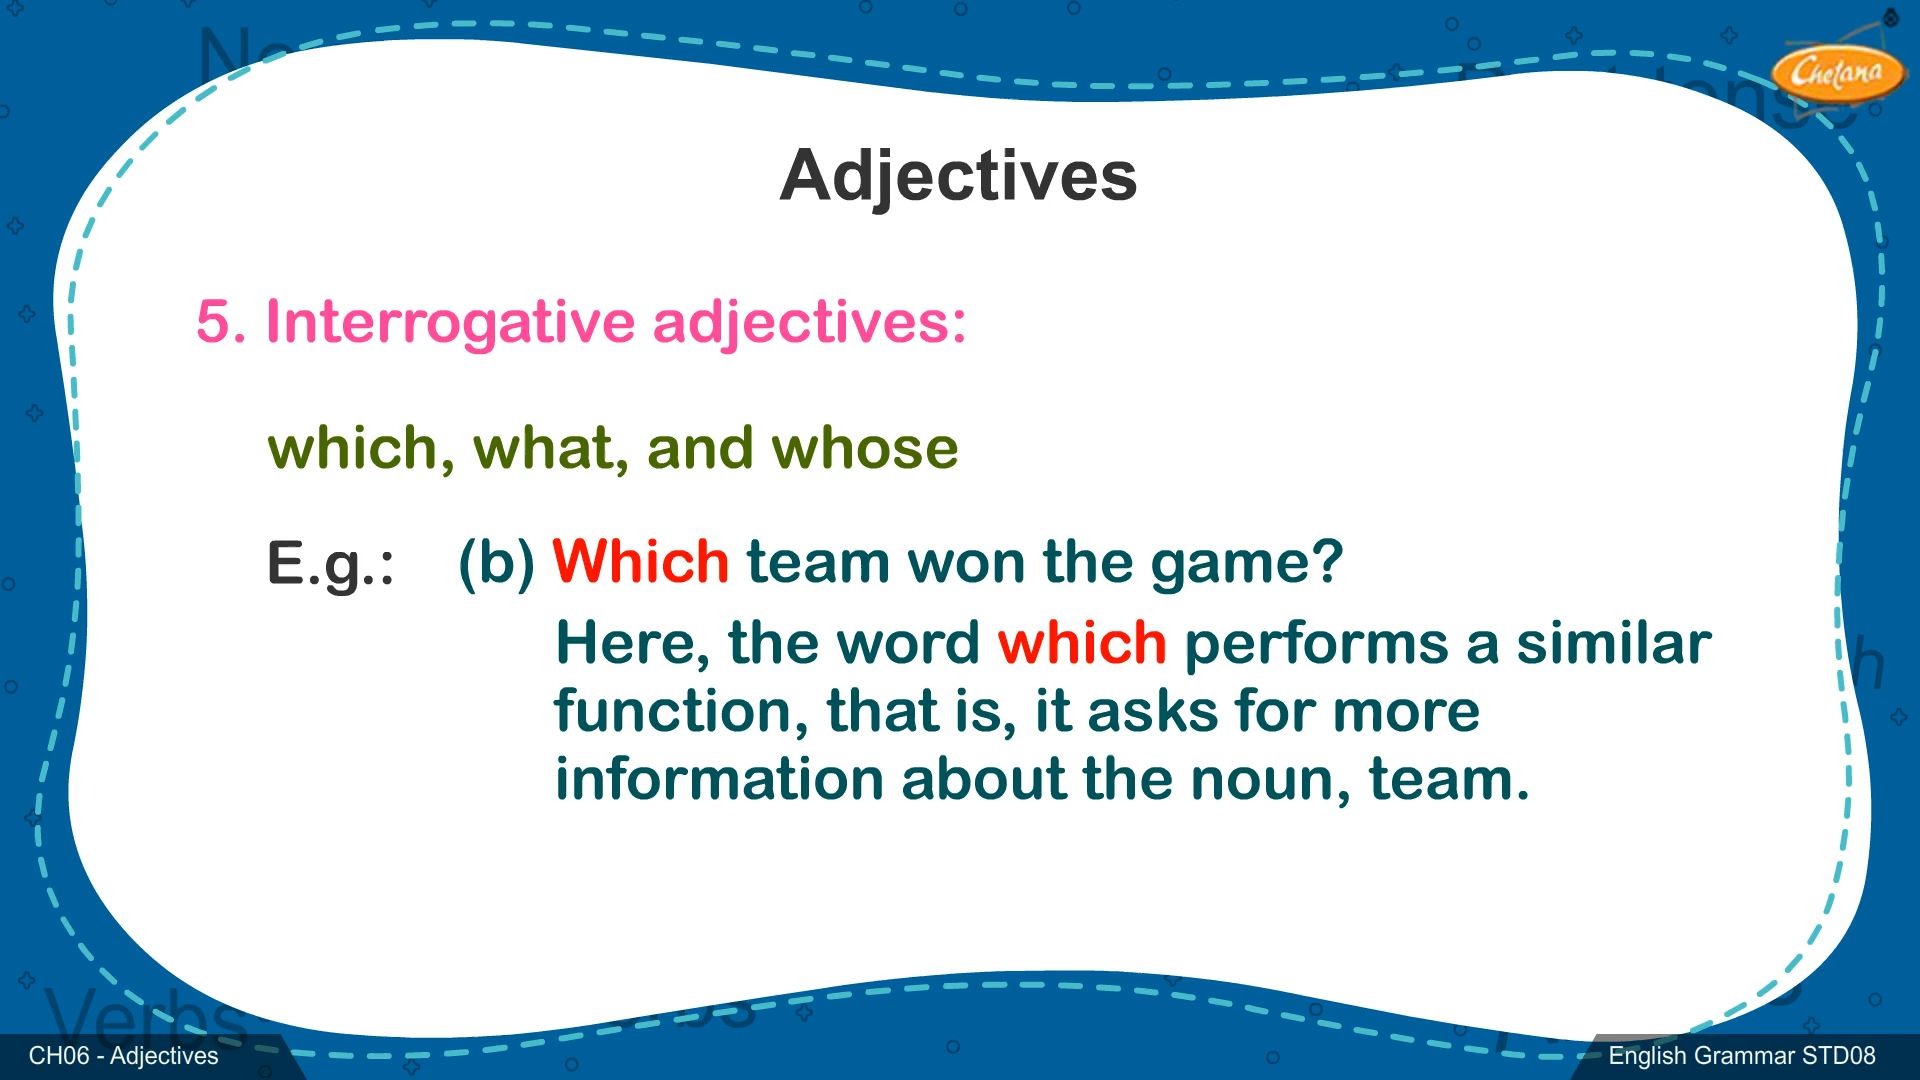 Chetana
Adjectives
5. Interrogative adjectives:
which, what, and whose
E.g.: (b) Which team won the game?
Here, the word which performs a similar
function, that is, it asks for more
information about the noun, team.
Verbs
CH06 - Adjectives
English Grammar STD08